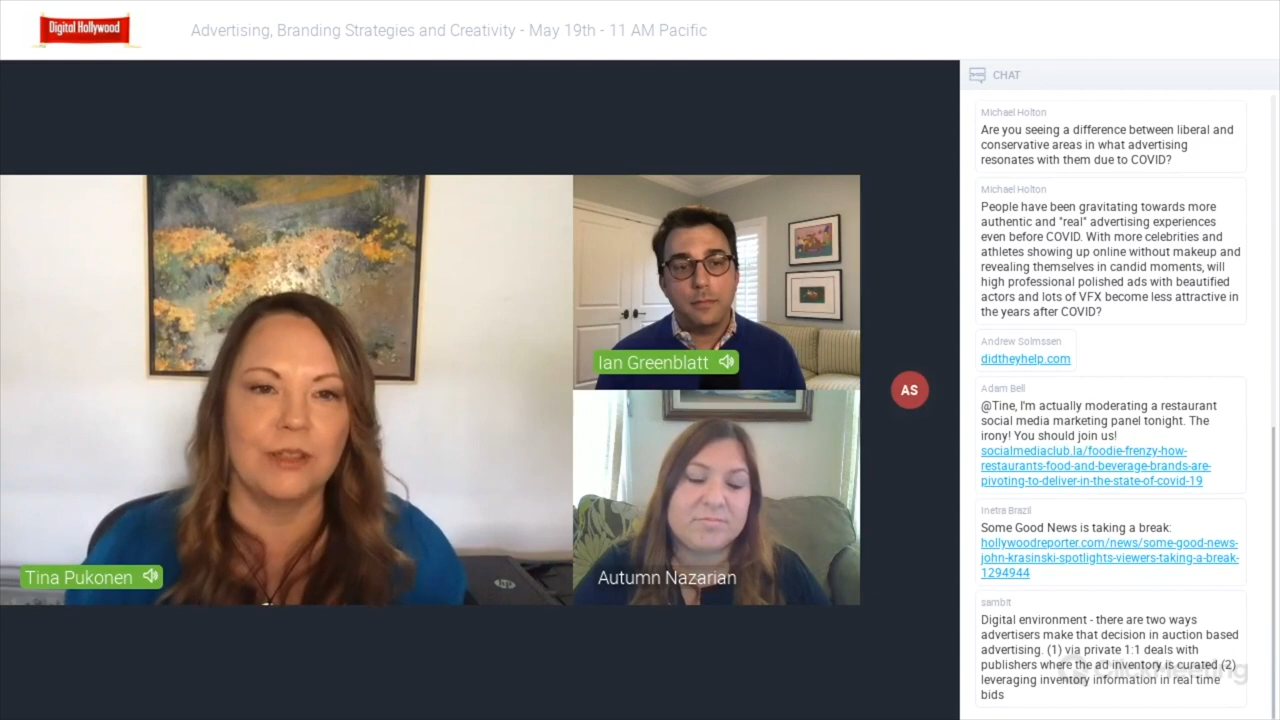 Digital Hollywood
Advertising, Branding Strategies and Creativity - May 19th - 11 AM Pacific
CHAT
Michael Holton
Are you seeing a difference between liberal and
conservative areas in what advertising
resonates with them due to COVID?
Michael Holton
People have been gravitating towards more
authentic and "real" advertising experiences
even before COVID. With more celebrities and
athletes showing up online without makeup and
revealing themselves in candid moments, will
high professional polished ads with beautified
actors and lots of VFX become less attractive in
the years after COVID?
Andrew Solmssen
didtheyhelp.com
Adam Bell
@Tine, I'm actually moderating a restaurant
social media marketing panel tonight. The
irony! You should join us!
socialmediaclub.la/foodie-frenzy-how-
restaurants-food-and-beverage-brands-are-
pivoting-to-deliver-in-the-state-of-covid-19
Inetra Brazil
Some Good News is taking a break:
hollywoodreporter.com/news/some-good-news-
john-krasinski-spotlights-viewers-taking-a-break-
1294944
sambit
Digital environment - there are two ways
advertisers make that decision in auction based
advertising. (1) via private 1:1 deals with
publishers where the ad inventory is curated (2)
leveraging inventory information in real time
bids
ClickMeeting
Ian Greenblatt
AS
Tina Pukonen
Autumn Nazarian
hp